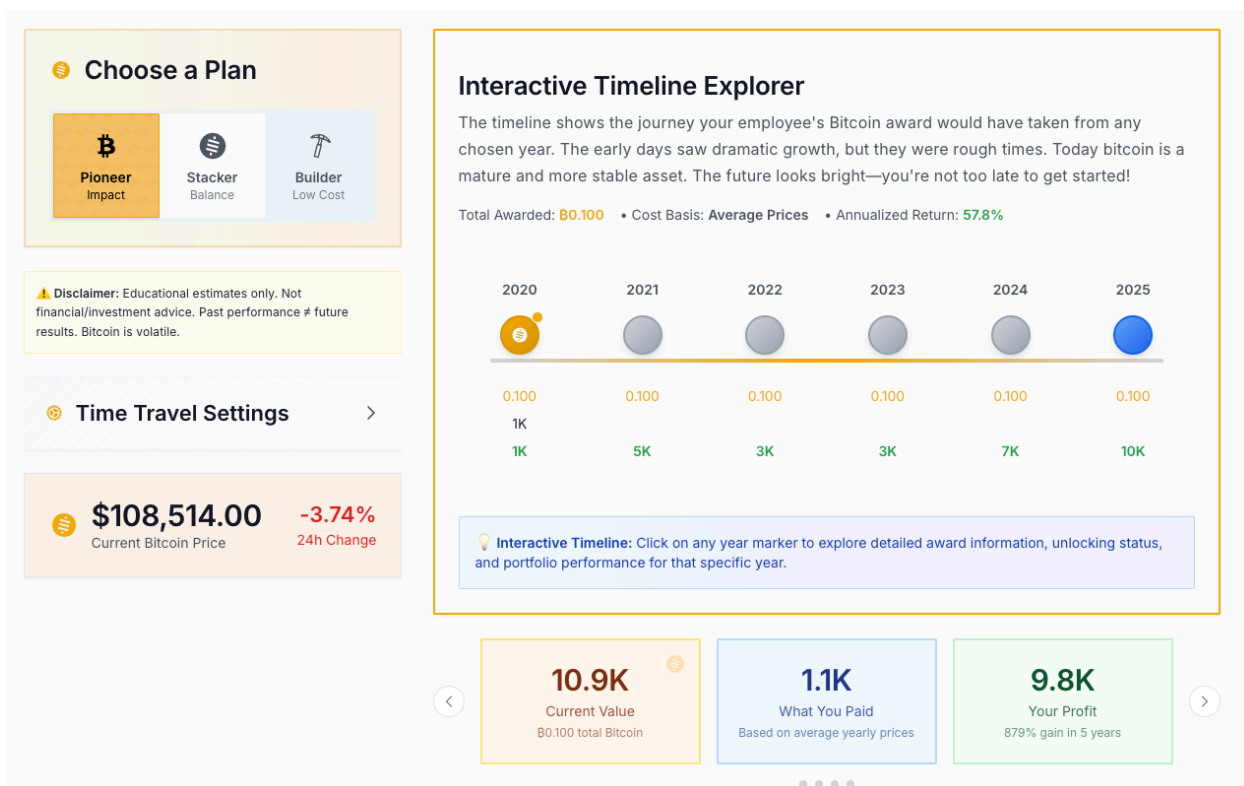 Choose a Plan
Pioneer
Impact
Stacker
Balance
Builder
Low Cost
⚠️ Disclaimer: Educational estimates only. Not
financial/investment advice. Past performance ≠ future
results. Bitcoin is volatile.
Time Travel Settings
$108,514.00
Current Bitcoin Price
-3.74%
24h Change
Interactive Timeline Explorer
The timeline shows the journey your employee's Bitcoin award would have taken from any
chosen year. The early days saw dramatic growth, but they were rough times. Today bitcoin is a
mature and more stable asset. The future looks bright—you're not too late to get started!
Total Awarded: ₿0.100 • Cost Basis: Average Prices • Annualized Return: 57.8%
2020 2021 2022 2023 2024 2025
0.100 0.100 0.100 0.100 0.100 0.100
1K
1K 5K 3K 3K 7K 10K
💡 Interactive Timeline: Click on any year marker to explore detailed award information, unlocking status,
and portfolio performance for that specific year.
10.9K
Current Value
₿0.100 total Bitcoin
1.1K
What You Paid
Based on average yearly prices
9.8K
Your Profit
879% gain in 5 years